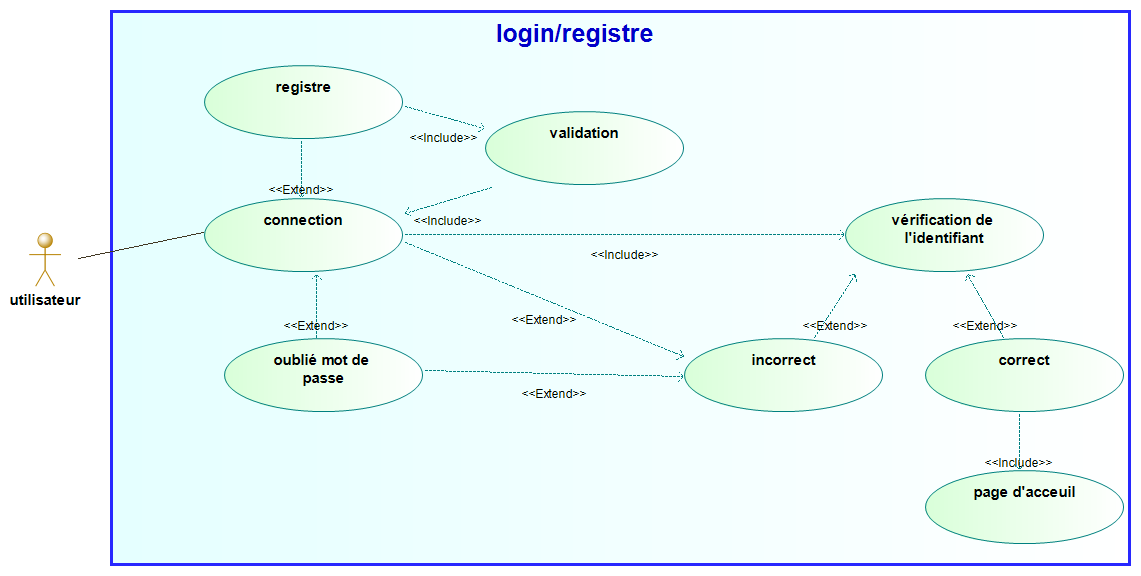 login/registre
registre
<<Include>>
validation
<<Extend>>
connection
<<Include>>
vérification de
l'identifiant
<<Include>>
utilisateur
<<Extend>>
<<Extend>>
<<Extend>>
<<Extend>>
oublié mot de
passe
incorrect
correct
<<Extend>>
<<Include>>
page d'acceuil